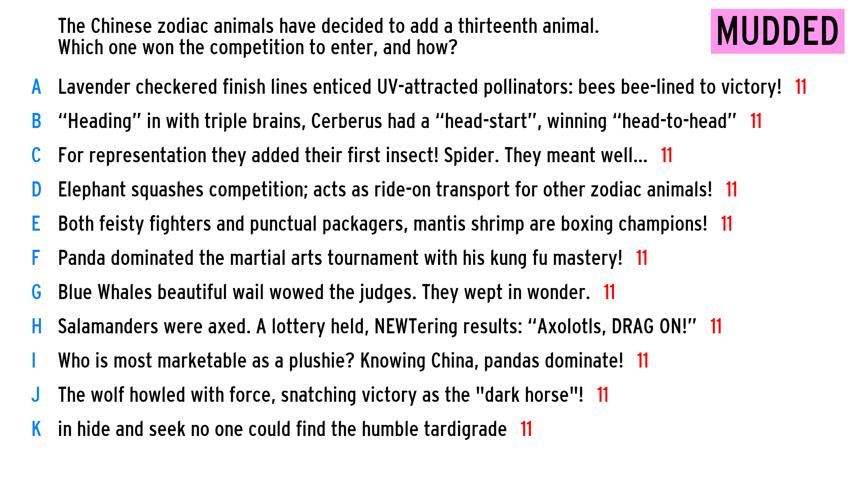 The Chinese zodiac animals have decided to add a thirteenth animal.
Which one won the competition to enter, and how?
MUDDED
A Lavender checkered finish lines enticed UV-attracted pollinators: bees bee-lined to victory! 11
B “Heading” in with triple brains, Cerberus had a “head-start”, winning “head-to-head” 11
C For representation they added their first insect! Spider. They meant well... 11
D Elephant squashes competition; acts as ride-on transport for other zodiac animals! 11
E Both feisty fighters and punctual packagers, mantis shrimp are boxing champions! 11
F Panda dominated the martial arts tournament with his kung fu mastery! 11
G Blue Whales beautiful wail wowed the judges. They wept in wonder. 11
H Salamanders were axed. A lottery held, NEWTering results: “Axolotls, DRAG ON!” 11
I Who is most marketable as a plushie? Knowing China, pandas dominate! 11
J The wolf howled with force, snatching victory as the "dark horse"! 11
K in hide and seek no one could find the humble tardigrade 11